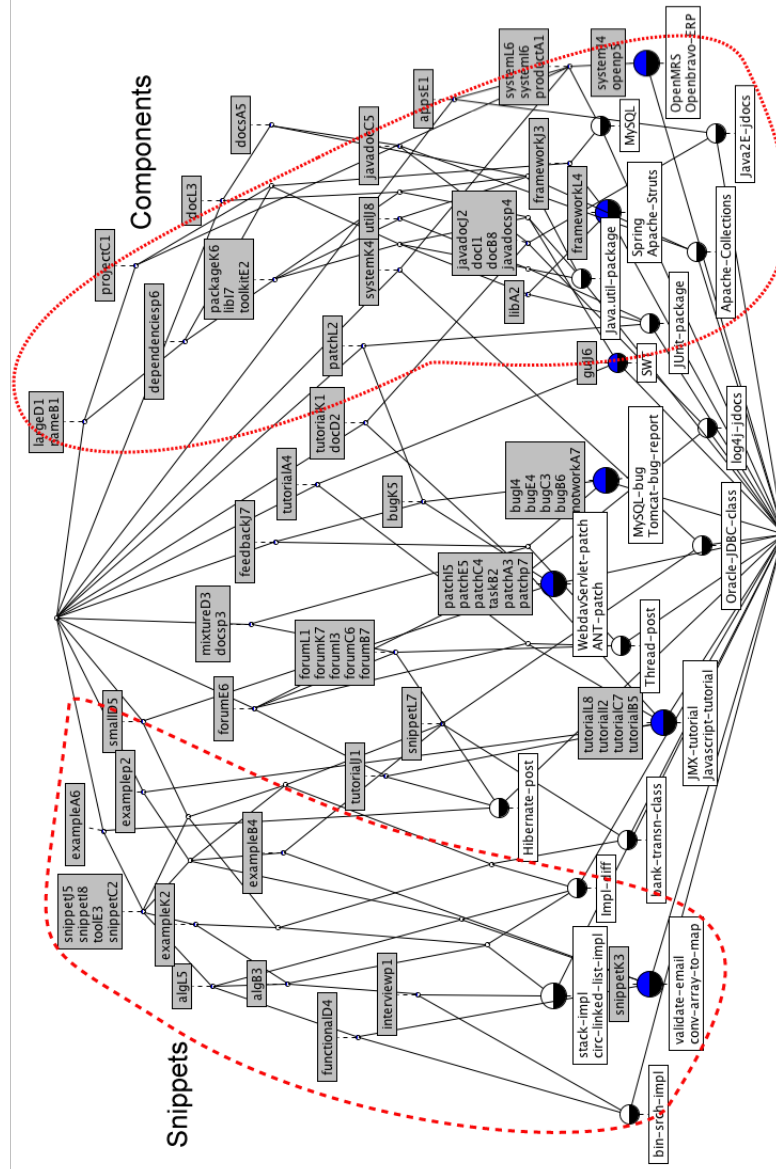 Components
Snippets
largeD1
nameB1
projectC1
dependenciesp6
docsA5
docL3
packageK6
libI7
toolkitE2
javadocC5
utilJ8
systemK4
appsE1
systemL6
systemI6
productA1
systemJ4
openp5
OpenMRS
Openbravo-ERP
MySQL
Java2E-jdocs
frameworkJ3
frameworkL4
Spring
Apache-Struts
Apache-Collections
javadocJ2
docI1
docB8
javadocsp4
libA2
Java.util-package
JUnit-package
patchL2
tutorialK1
docD2
guiJ6
SWT
log4j-jdocs
tutorialA4
feedbackJ7
bugK5
bugI4
bugE4
bugC3
bugB6
networkA7
MySQL-bug
Tomcat-bug-report
Oracle-JDBC-class
mixtureD3
docsp3
patchI5
patchE5
patchC4
taskB2
patchA3
patchp7
WebdavServlet-patch
ANT-patch
forumE6
forumL1
forumK7
forumI3
forumC6
forumB7
Thread-post
smallD5
snippetL7
tutorialJ1
tutorialL8
tutorialI2
tutorialC7
tutorialB5
JMX-tutorial
Javascript-tutorial
exampleA6
examplep2
exampleB4
Hibernate-post
bank-transn-class
Impl-diff
snippetJ5
snippetI8
toolE3
snippetC2
exampleK2
algL5
algB3
interviewp1
functionalD4
stack-impl
circ-linked-list-impl
snippetK3
validate-email
conv-array-to-map
bin-srch-impl